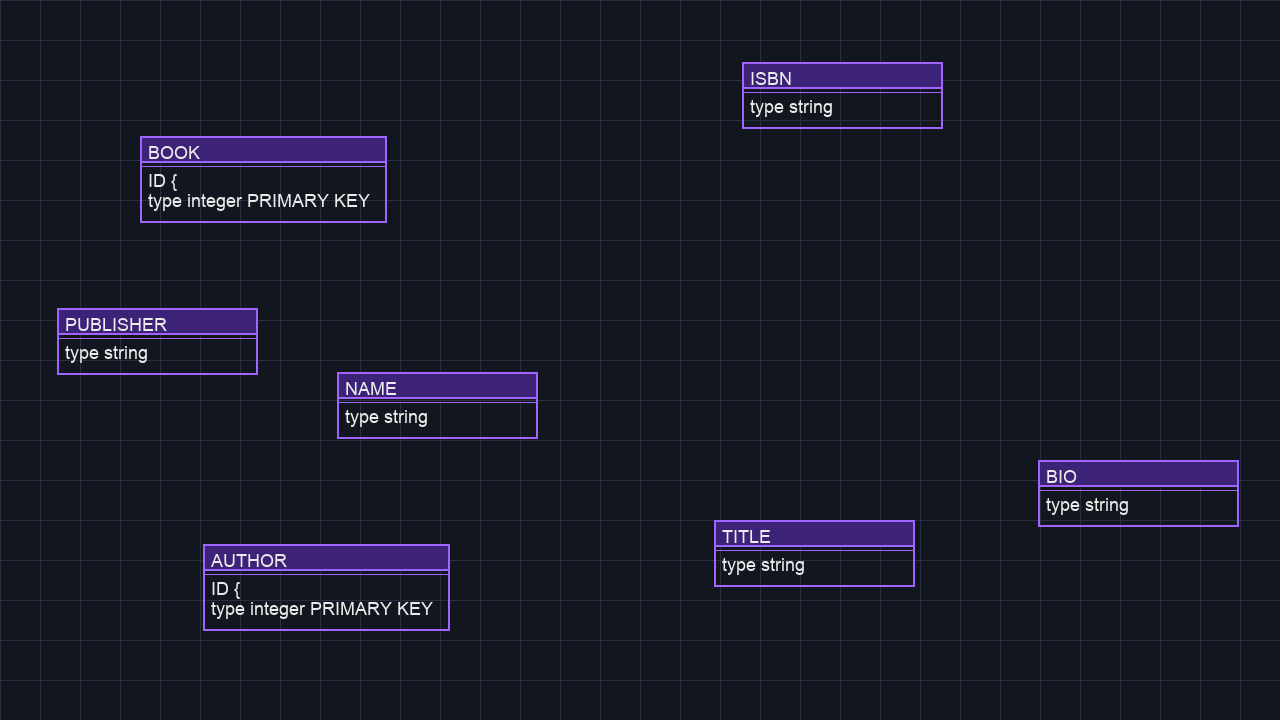 ISBN
type string
BOOK
ID {
type integer PRIMARY KEY
PUBLISHER
type string
NAME
type string
BIO
type string
TITLE
type string
AUTHOR
ID {
type integer PRIMARY KEY